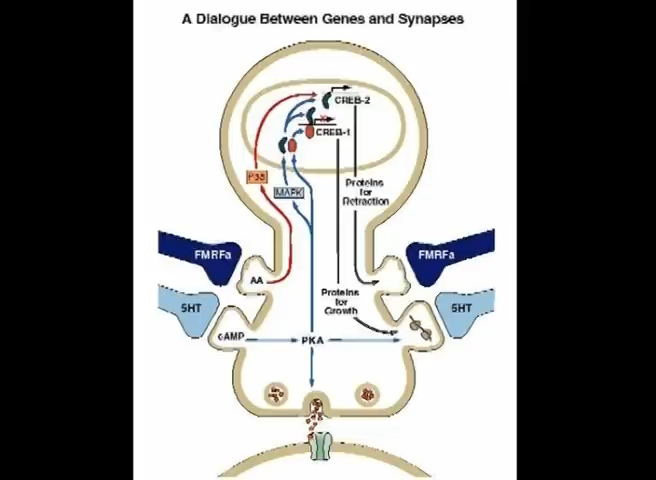 A Dialogue Between Genes and Synapses
CREB-2
CREB-1
P38
MAPK
Proteins
for
Retraction
FMRFa
FMRFa
AA
5HT
5HT
Proteins
for
Growth
cAMP
PKA